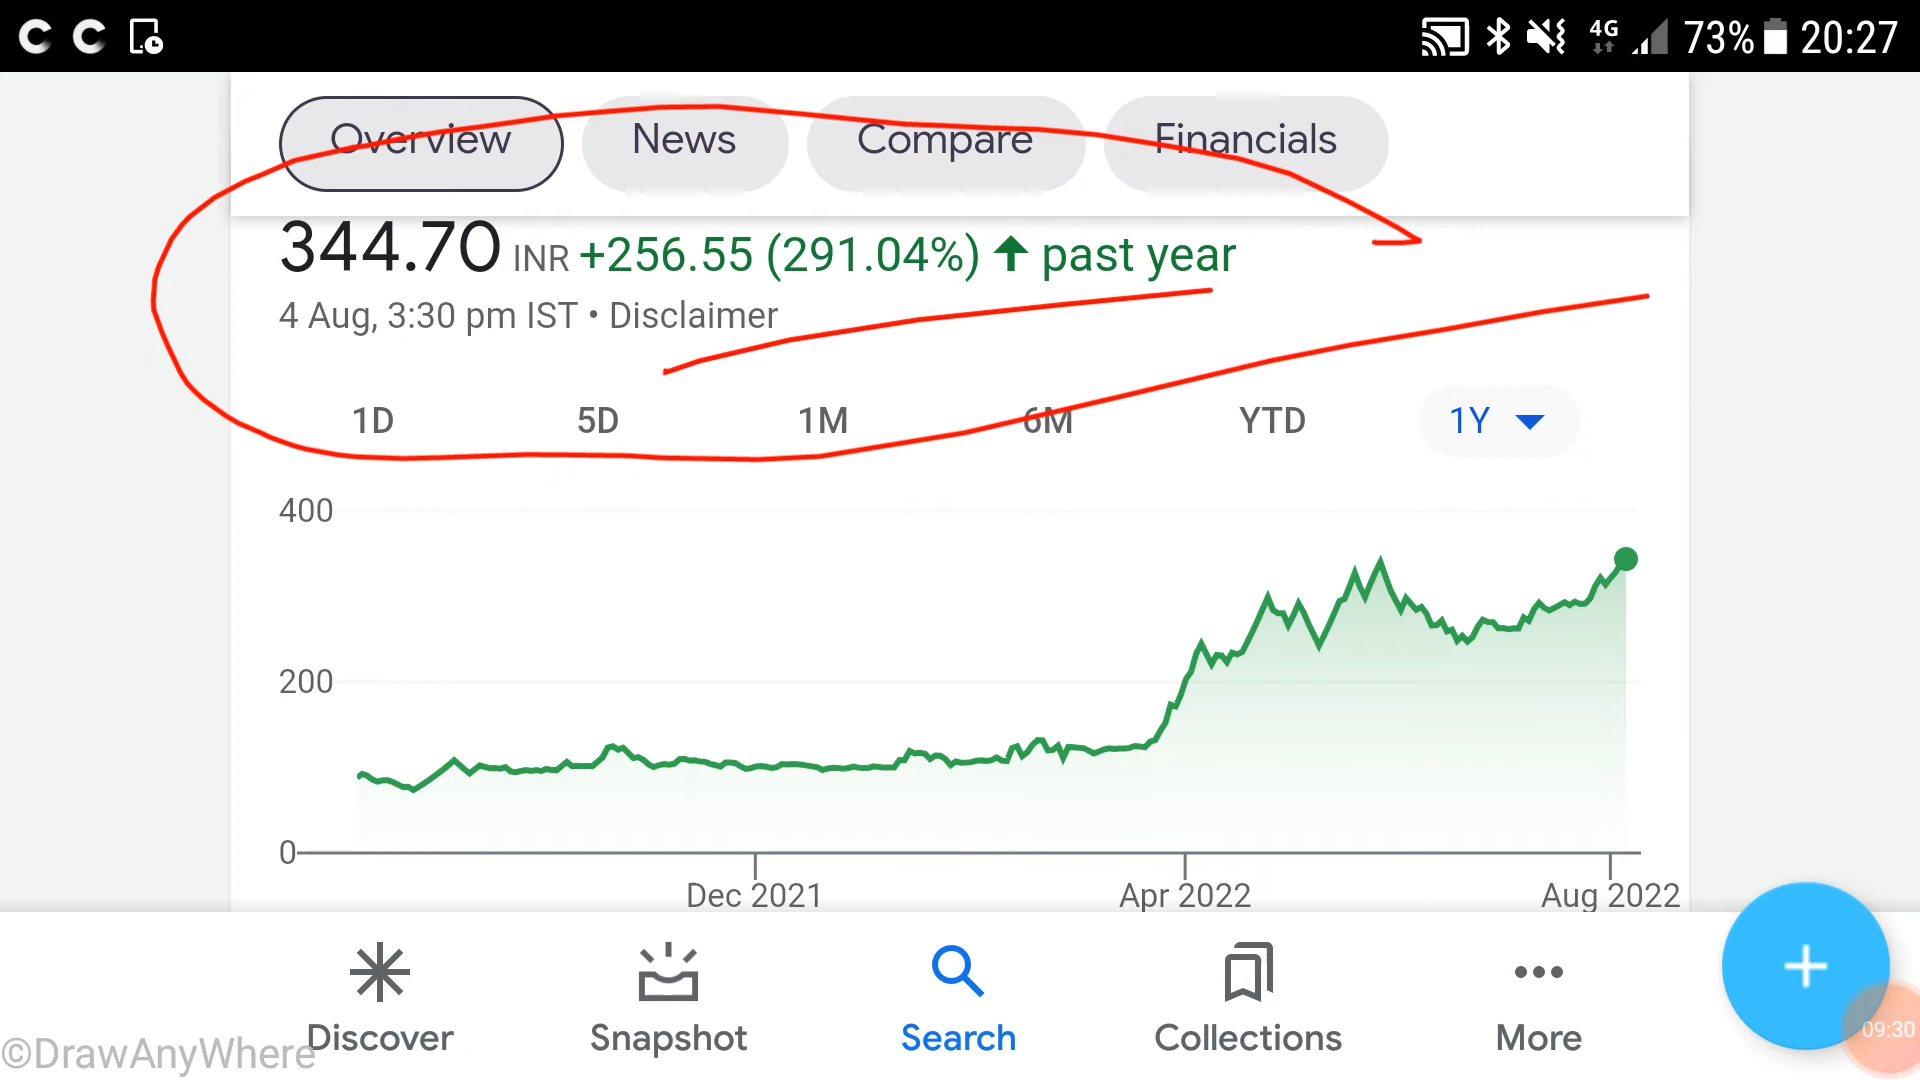 4G 73% 20:27
Overview News Compare Financials
344.70 INR +256.55 (291.04%) past year
4 Aug, 3:30 pm IST • Disclaimer
1D 5D 1M 6M YTD 1Y
400
200
0
Dec 2021 Apr 2022 Aug 2022
Discover Snapshot Search Collections More
09:30
©DrawAnyWhere